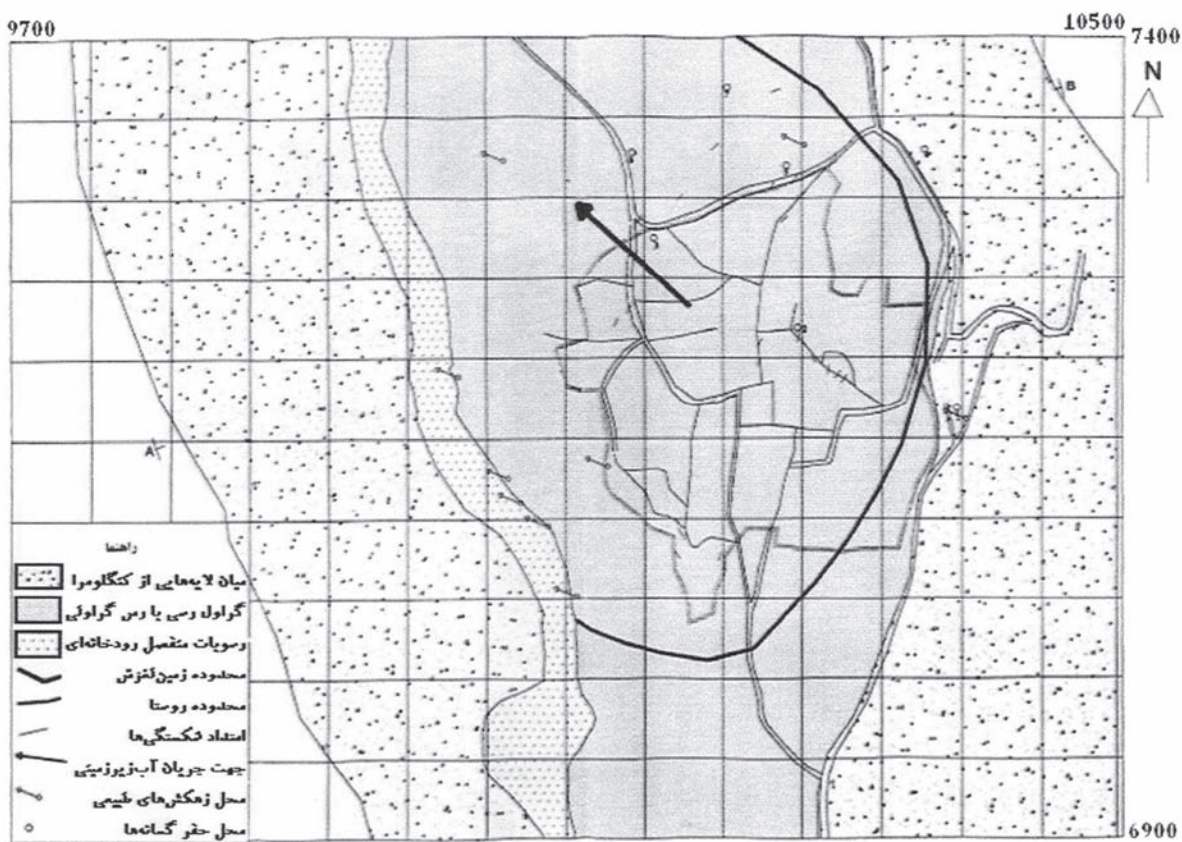 9700
10500
7400
N
B
A
راهنما
میان لایه‌هایی از کنگلومرا
گراول رسی یا رس گراولی
رسوبات منفصل رودخانه‌ای
محدوده زمین‌لغزش
محدوده روستا
امتداد شکستگی‌ها
جهت جریان آب‌زیرزمینی
محل زهکش‌های طبیعی
محل حفر گمانه‌ها
6900